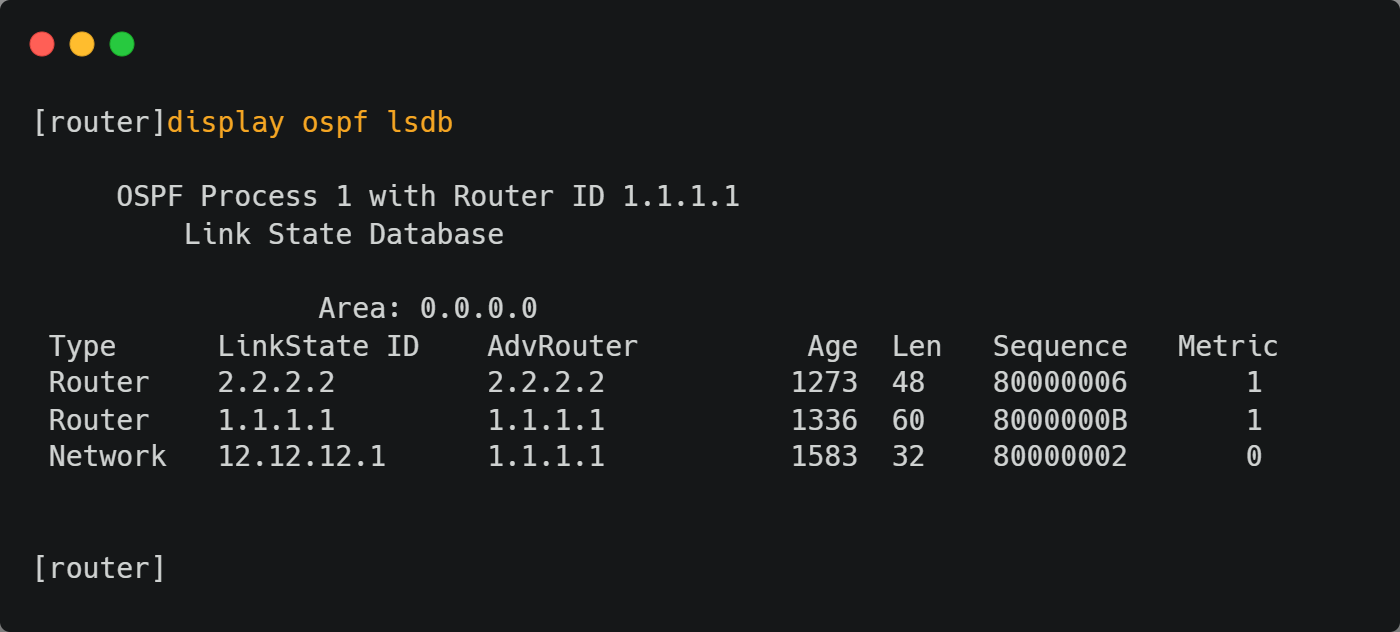 [router]display ospf lsdb
OSPF Process 1 with Router ID 1.1.1.1
Link State Database
Area: 0.0.0.0
Type LinkState ID AdvRouter Age Len Sequence Metric
Router 2.2.2.2 2.2.2.2 1273 48 80000006 1
Router 1.1.1.1 1.1.1.1 1336 60 8000000B 1
Network 12.12.12.1 1.1.1.1 1583 32 80000002 0
[router]